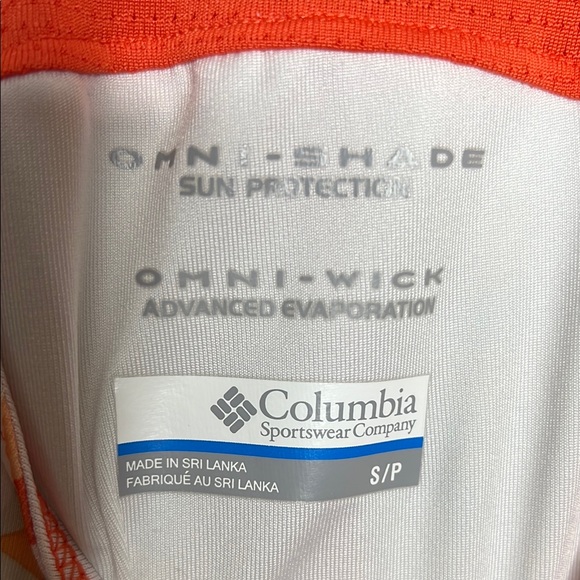 OMNI-SHADE
SUN PROTECTION
OMNI-WICK
ADVANCED EVAPORATION
Columbia
Sportswear Company
MADE IN SRI LANKA
FABRIQUÉ AU SRI LANKA
S/P